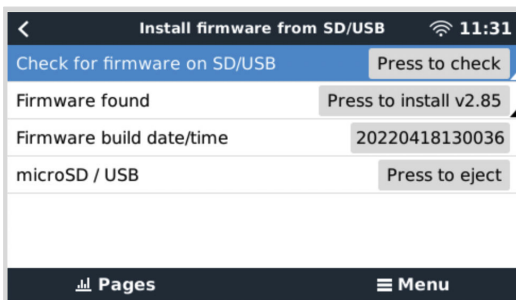 Install firmware from SD/USB 11:31
Check for firmware on SD/USB Press to check
Firmware found Press to install v2.85
Firmware build date/time 20220418130036
microSD / USB Press to eject
Pages Menu